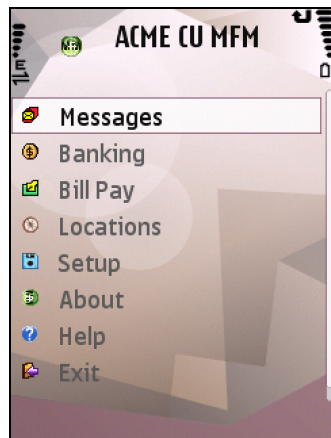 ACME CU MFM
E
Messages
Banking
Bill Pay
Locations
Setup
About
Help
Exit